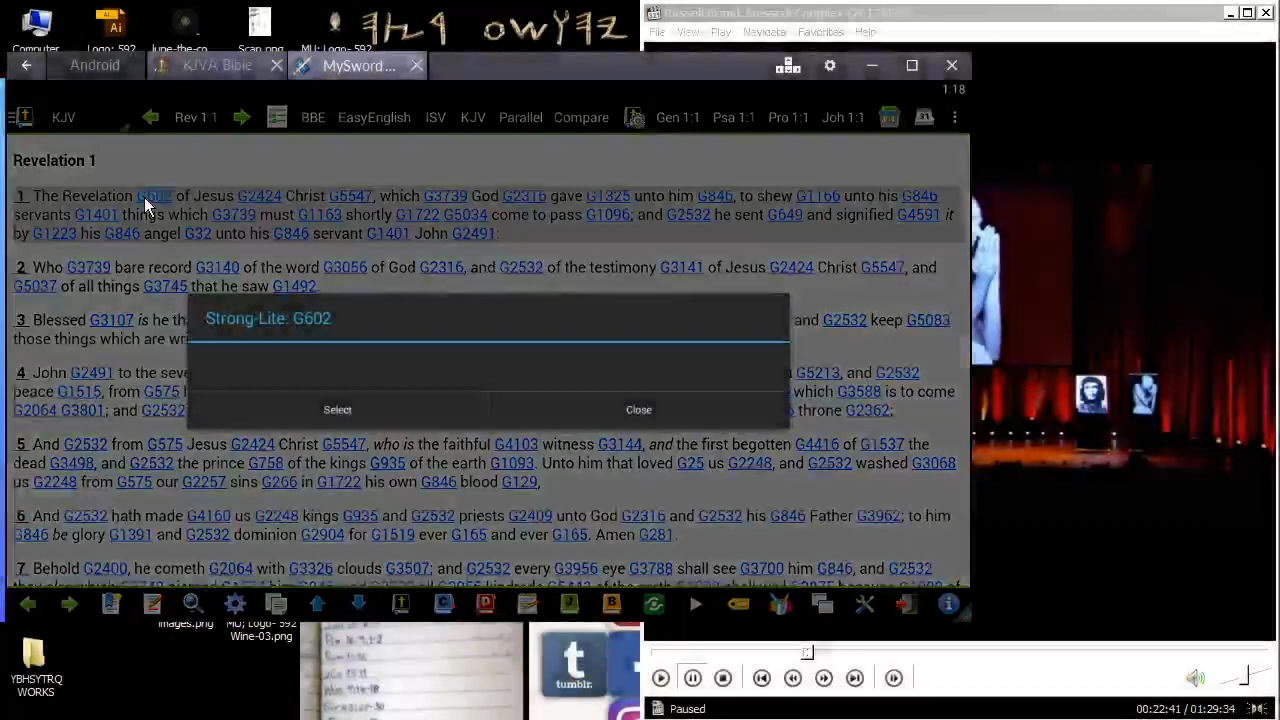 Computer
Logo: 592
Scan.png
MU; Logo- 592
File View Play Navigate Favorites Help
Android
KJVA Bible
MySword ...
1:18
KJV
Rev 1:1
BBE EasyEnglish ISV KJV Parallel Compare
Gen 1:1 Psa 1:1 Pro 1:1 Joh 1:1
Revelation 1
1 The Revelation G602 of Jesus G2424 Christ G5547, which G3739 God G2316 gave G1325 unto him G846, to shew G1166 unto his G846
servants G1401 things which G3739 must G1163 shortly G1722 G5034 come to pass G1096; and G2532 he sent G649 and signified G4591 it
by G1223 his G846 angel G32 unto his G846 servant G1401 John G2491:
2 Who G3739 bare record G3140 of the word G3056 of God G2316, and G2532 of the testimony G3141 of Jesus G2424 Christ G5547, and
G5037 of all things G3745 that he saw G1492.
3 Blessed G3107 is he th
and G2532 keep G5083
those things which are wr
Strong-Lite: G602
Select
Close
4 John G2491 to the seve
G5213, and G2532
peace G1515, from G575
which G3588 is to come
G2064 G3801; and G2532
throne G2362;
5 And G2532 from G575 Jesus G2424 Christ G5547, who is the faithful G4103 witness G3144, and the first begotten G4416 of G1537 the
dead G3498, and G2532 the prince G758 of the kings G935 of the earth G1093. Unto him that loved G25 us G2248, and G2532 washed G3068
us G2248 from G575 our G2257 sins G266 in G1722 his own G846 blood G129,
6 And G2532 hath made G4160 us G2248 kings G935 and G2532 priests G2409 unto God G2316 and G2532 his G846 Father G3962; to him
G846 be glory G1391 and G2532 dominion G2904 for G1519 ever G165 and ever G165. Amen G281.
7 Behold G2400, he cometh G2064 with G3326 clouds G3507; and G2532 every G3956 eye G3788 shall see G3700 him G846, and G2532
images.png
MU; Logo- 592
Wine-03.png
YBHSYTRQ
WORKS
tumblr.
Paused
00:22:41 / 01:29:34